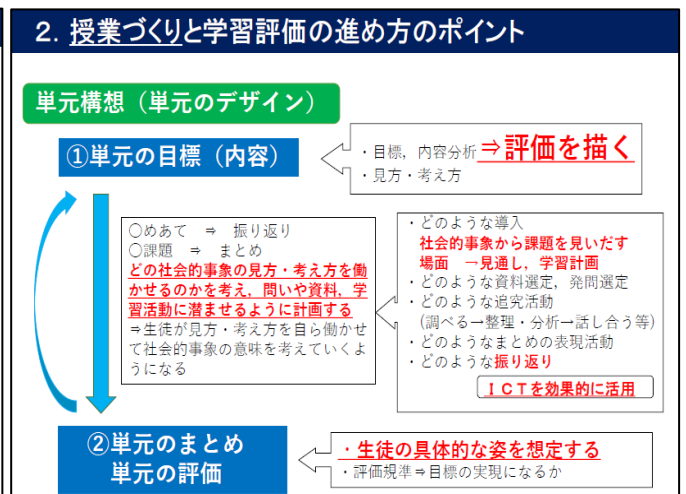 2. 授業づくりと学習評価の進め方のポイント
単元構想（単元のデザイン）
①単元の目標（内容）
・目標，内容分析⇒評価を描く
・見方・考え方
〇めあて ⇒ 振り返り
〇課題 ⇒ まとめ
どの社会的事象の見方・考え方を働
かせるのかを考え，問いや資料，学
習活動に潜ませるように計画する
⇒生徒が見方・考え方を自ら働かせ
て社会的事象の意味を考えていくよ
うになる
・どのような導入
社会的事象から課題を見いだす
場面 →見通し，学習計画
・どのような資料選定，発問選定
・どのような追究活動
(調べる→整理・分析→話し合う等)
・どのようなまとめの表現活動
・どのような振り返り
ＩＣＴを効果的に活用
②単元のまとめ
単元の評価
・生徒の具体的な姿を想定する
・評価規準⇒目標の実現になるか